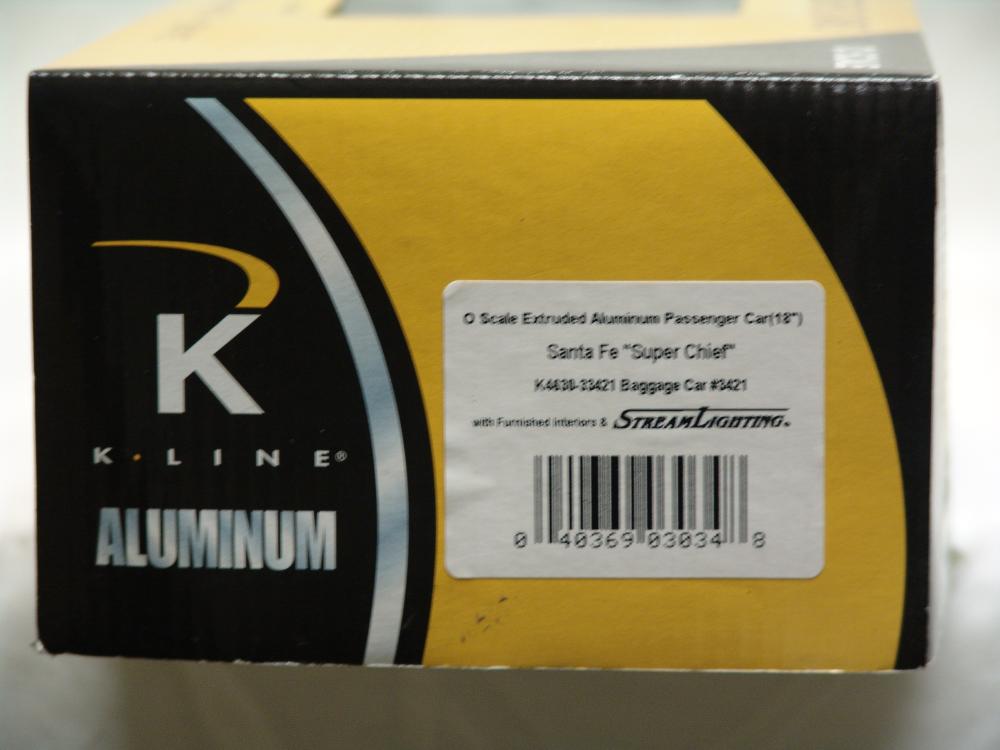 K
K·LINE®
ALUMINUM
O Scale Extruded Aluminum Passenger Car(18")
Santa Fe "Super Chief"
K4630-33421 Baggage Car #3421
with Furnished Interiors & STREAMLIGHTING.
0 40369 03034 8